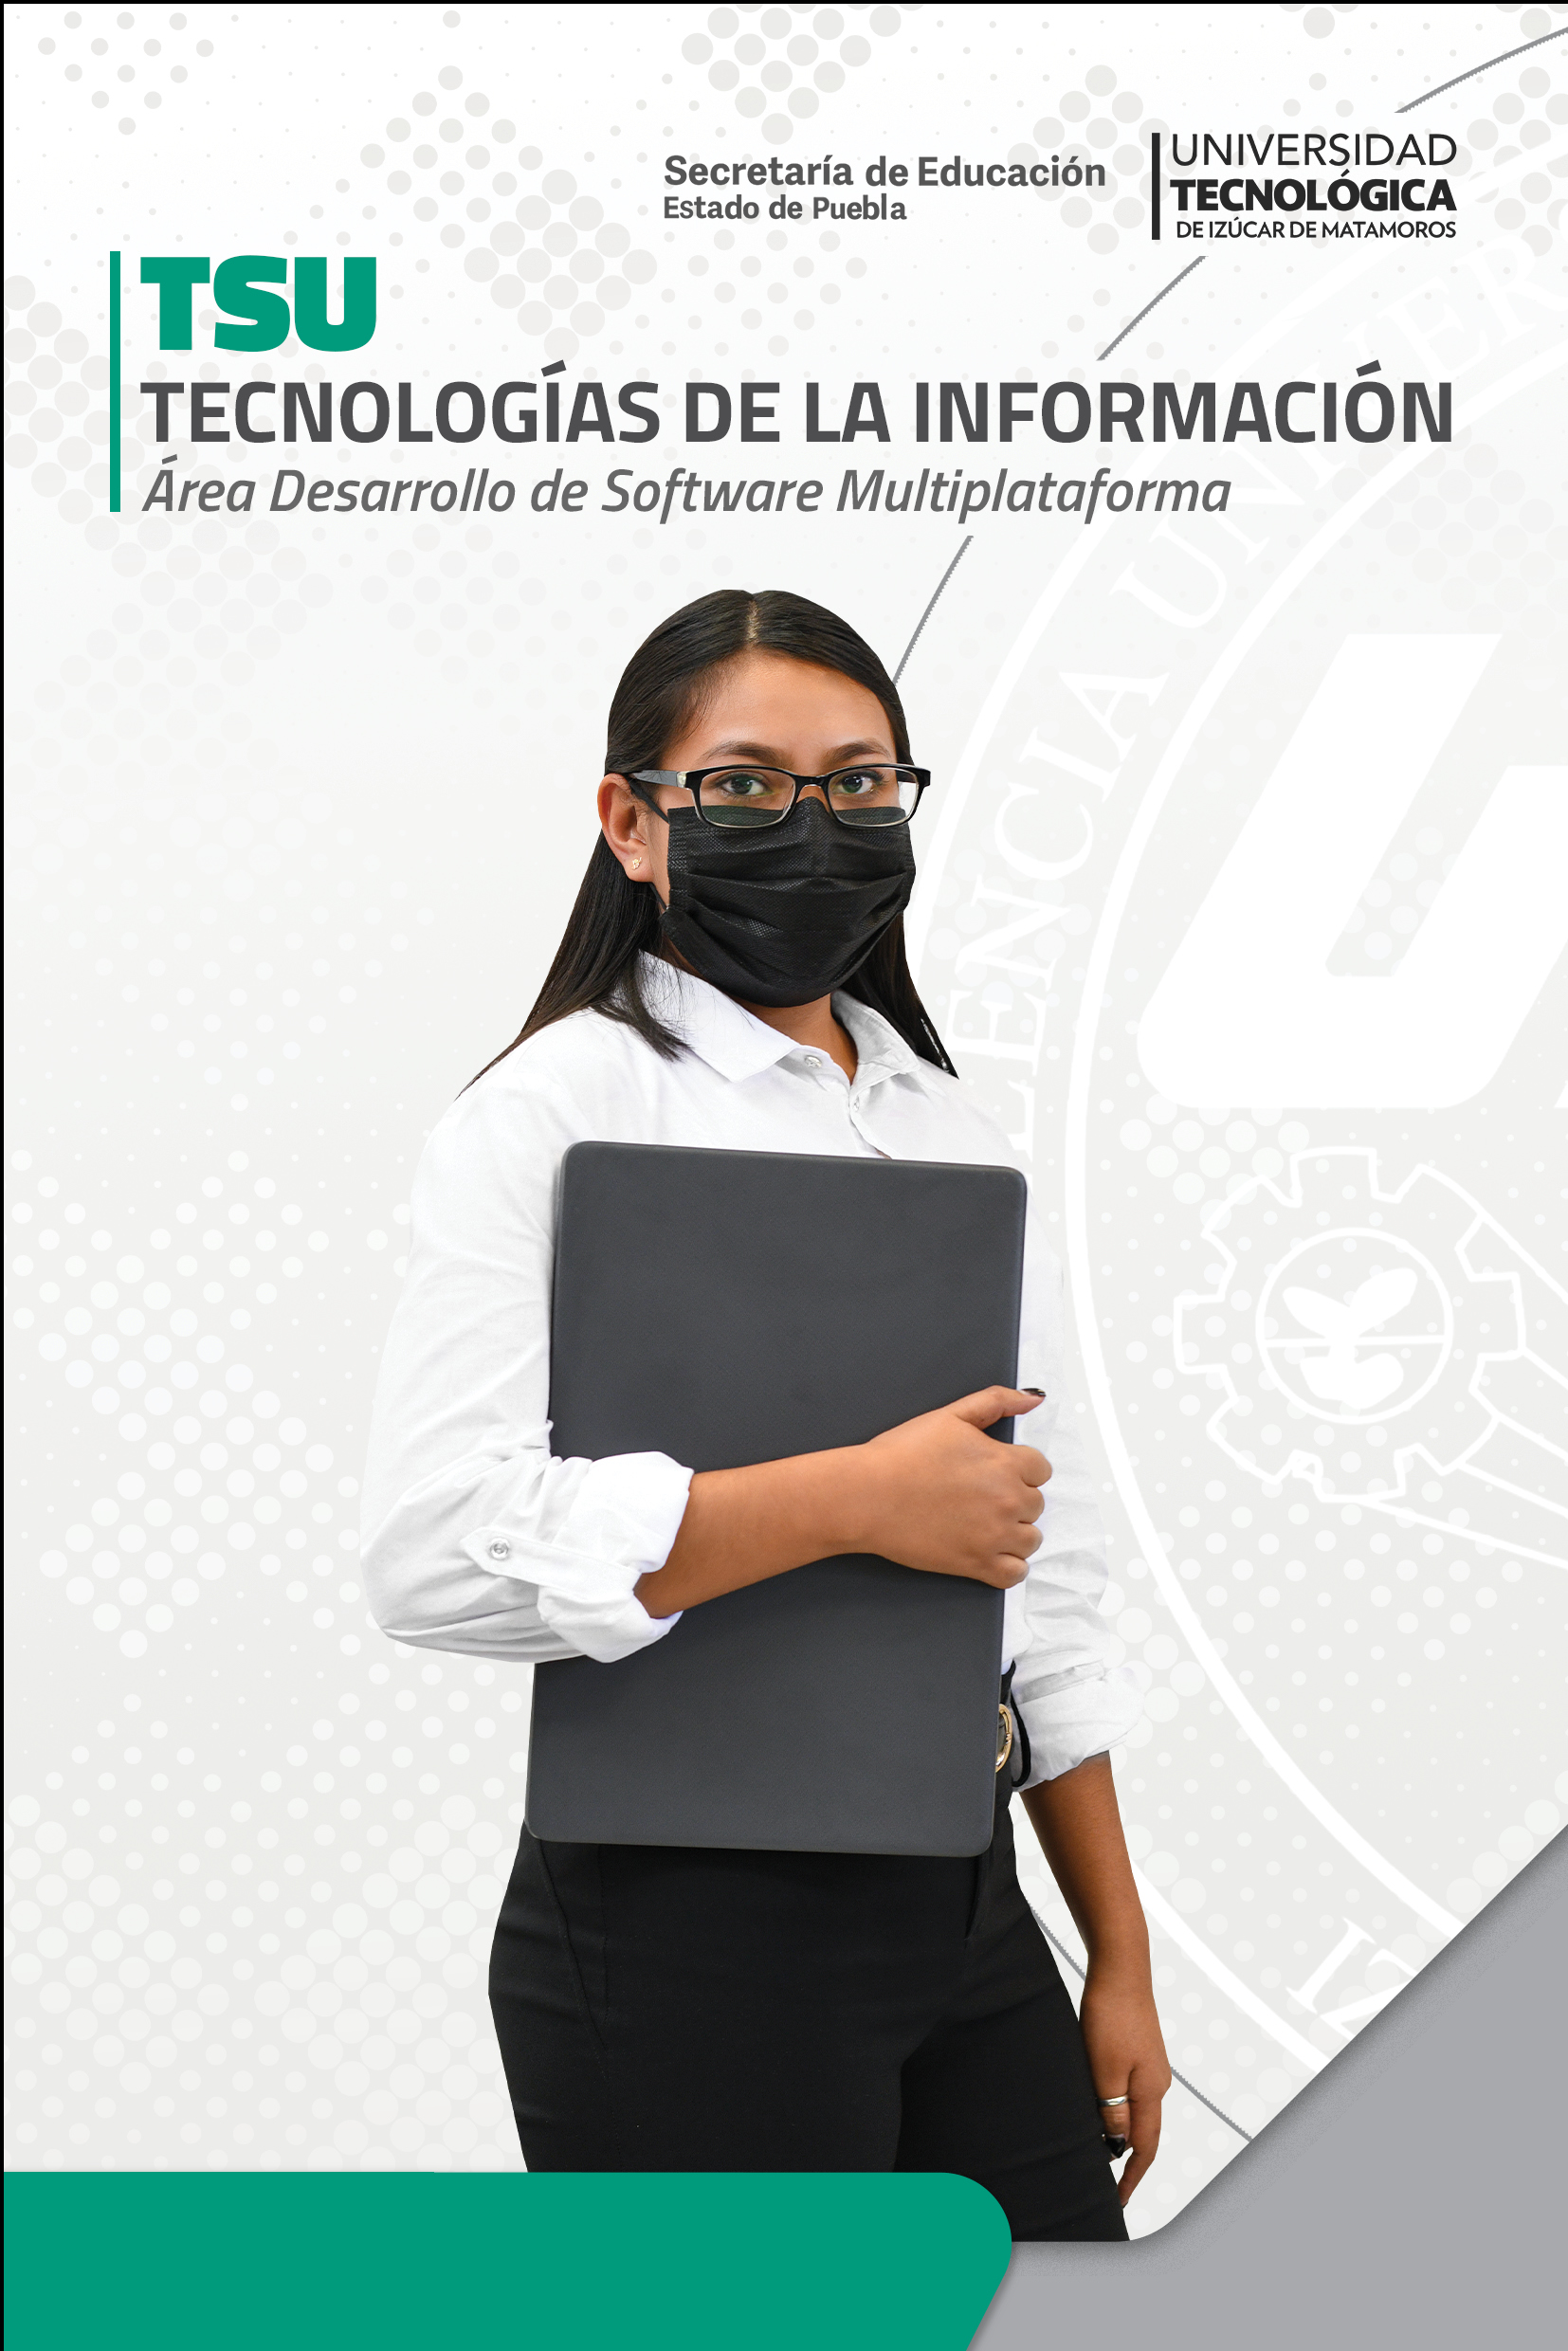 Secretaría de Educación
Estado de Puebla
UNIVERSIDAD
TECNOLÓGICA
DE IZÚCAR DE MATAMOROS
TSU
TECNOLOGÍAS DE LA INFORMACIÓN
Área Desarrollo de Software Multiplataforma